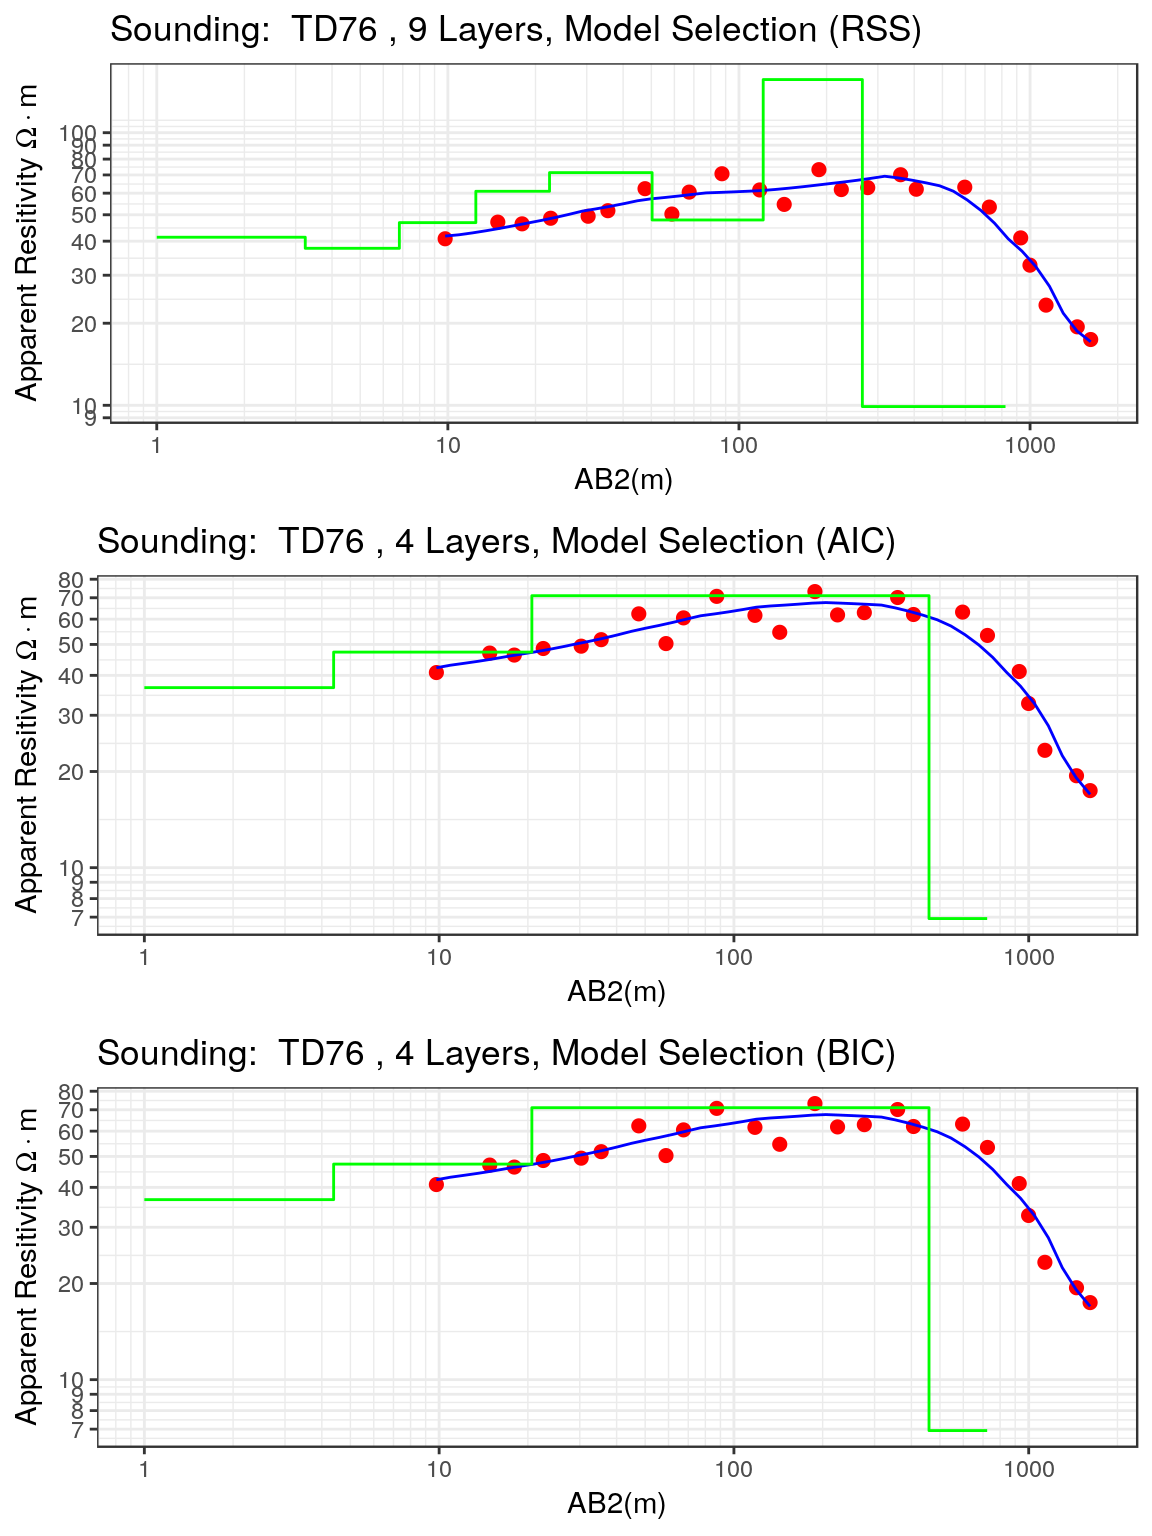 Sounding: TD76 , 9 Layers, Model Selection (RSS)
Apparent Resitivity Ω · m
100
90
80
70
60
50
40
30
20
10
9
1 10 100 1000
AB2(m)
Sounding: TD76 , 4 Layers, Model Selection (AIC)
Apparent Resitivity Ω · m
80
70
60
50
40
30
20
10
9
8
7
1 10 100 1000
AB2(m)
Sounding: TD76 , 4 Layers, Model Selection (BIC)
Apparent Resitivity Ω · m
80
70
60
50
40
30
20
10
9
8
7
1 10 100 1000
AB2(m)